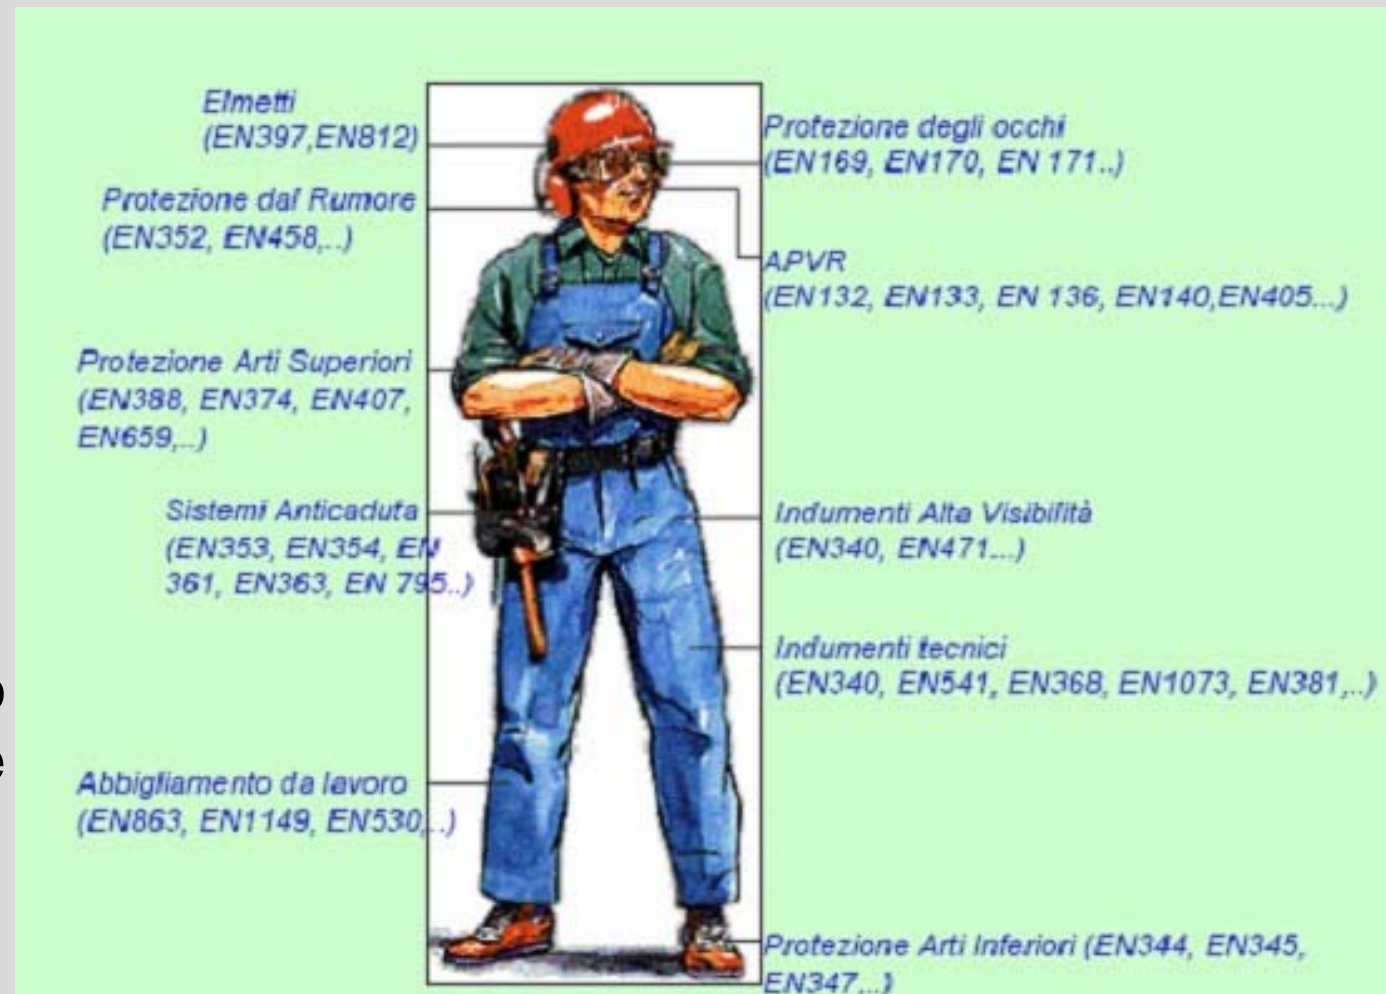 Elmetti
(EN397,EN812)
Protezione dal Rumore
(EN352, EN458,..)
Protezione Arti Superiori
(EN388, EN374, EN407,
EN659,..)
Sistemi Anticaduta
(EN353, EN354, EN
361, EN363, EN 795..)
Abbigliamento da lavoro
(EN863, EN1149, EN530,..)
Protezione degli occhi
(EN169, EN170, EN 171..)
APVR
(EN132, EN133, EN 136, EN140,EN405...)
Indumenti Alta Visibilità
(EN340, EN471...)
Indumenti tecnici
(EN340, EN541, EN368, EN1073, EN381,..)
Protezione Arti Inferiori (EN344, EN345,
EN347,..)